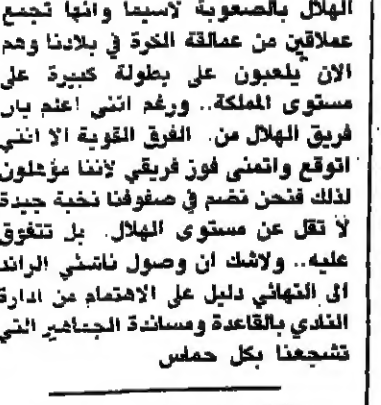 الهلال بالصعوبة لاسيما وانها تجمع
عملاقين من عمالقة الكرة في بلادنا وهم
الان يلعبون على بطولة كبيرة على
مستوى المملكة.. ورغم انني اعلم بان
فريق الهلال من. الفرق القوية الا انني
اتوقع واتمنى فوز فريقي لأننا مؤهلون
لذلك فنحن نضم في صفوفنا نخبة جيدة
لا تقل عن مستوى الهلال. بل تتفوق
عليه.. ولاشك ان وصول ناشئي الرائد
الى النهائي دليل على الاهتمام من ادارة
النادي بالقاعدة ومساندة الجماهير التي
تشجعنا بكل حماس